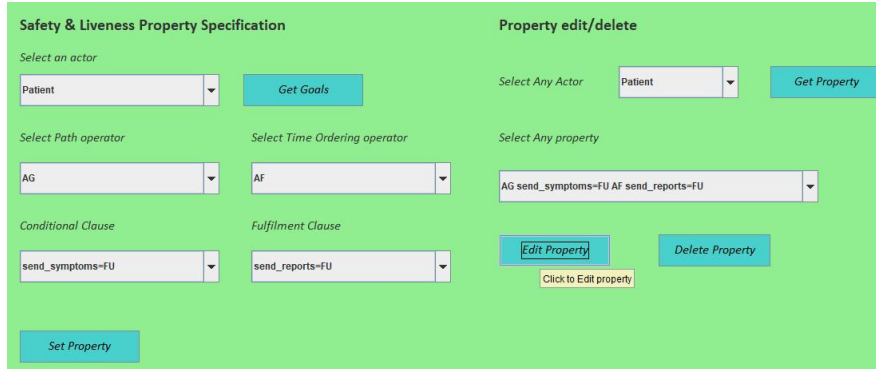 Safety & Liveness Property Specification
Select an actor
Patient
Get Goals
Select Path operator
Select Time Ordering operator
AG
AF
Conditional Clause
Fulfilment Clause
send_symptoms=FU
send_reports=FU
Set Property
Property edit/delete
Select Any Actor
Patient
Get Property
Select Any property
AG send_symptoms=FU AF send_reports=FU
Edit Property
Delete Property
Click to Edit property